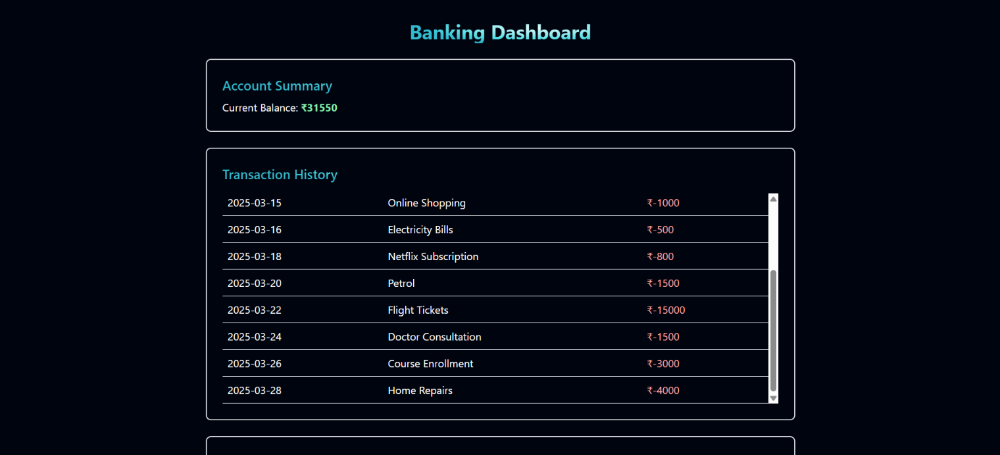 Banking Dashboard
Account Summary
Current Balance: ₹31550
Transaction History
2025-03-15 Online Shopping ₹-1000
2025-03-16 Electricity Bills ₹-500
2025-03-18 Netflix Subscription ₹-800
2025-03-20 Petrol ₹-1500
2025-03-22 Flight Tickets ₹-15000
2025-03-24 Doctor Consultation ₹-1500
2025-03-26 Course Enrollment ₹-3000
2025-03-28 Home Repairs ₹-4000